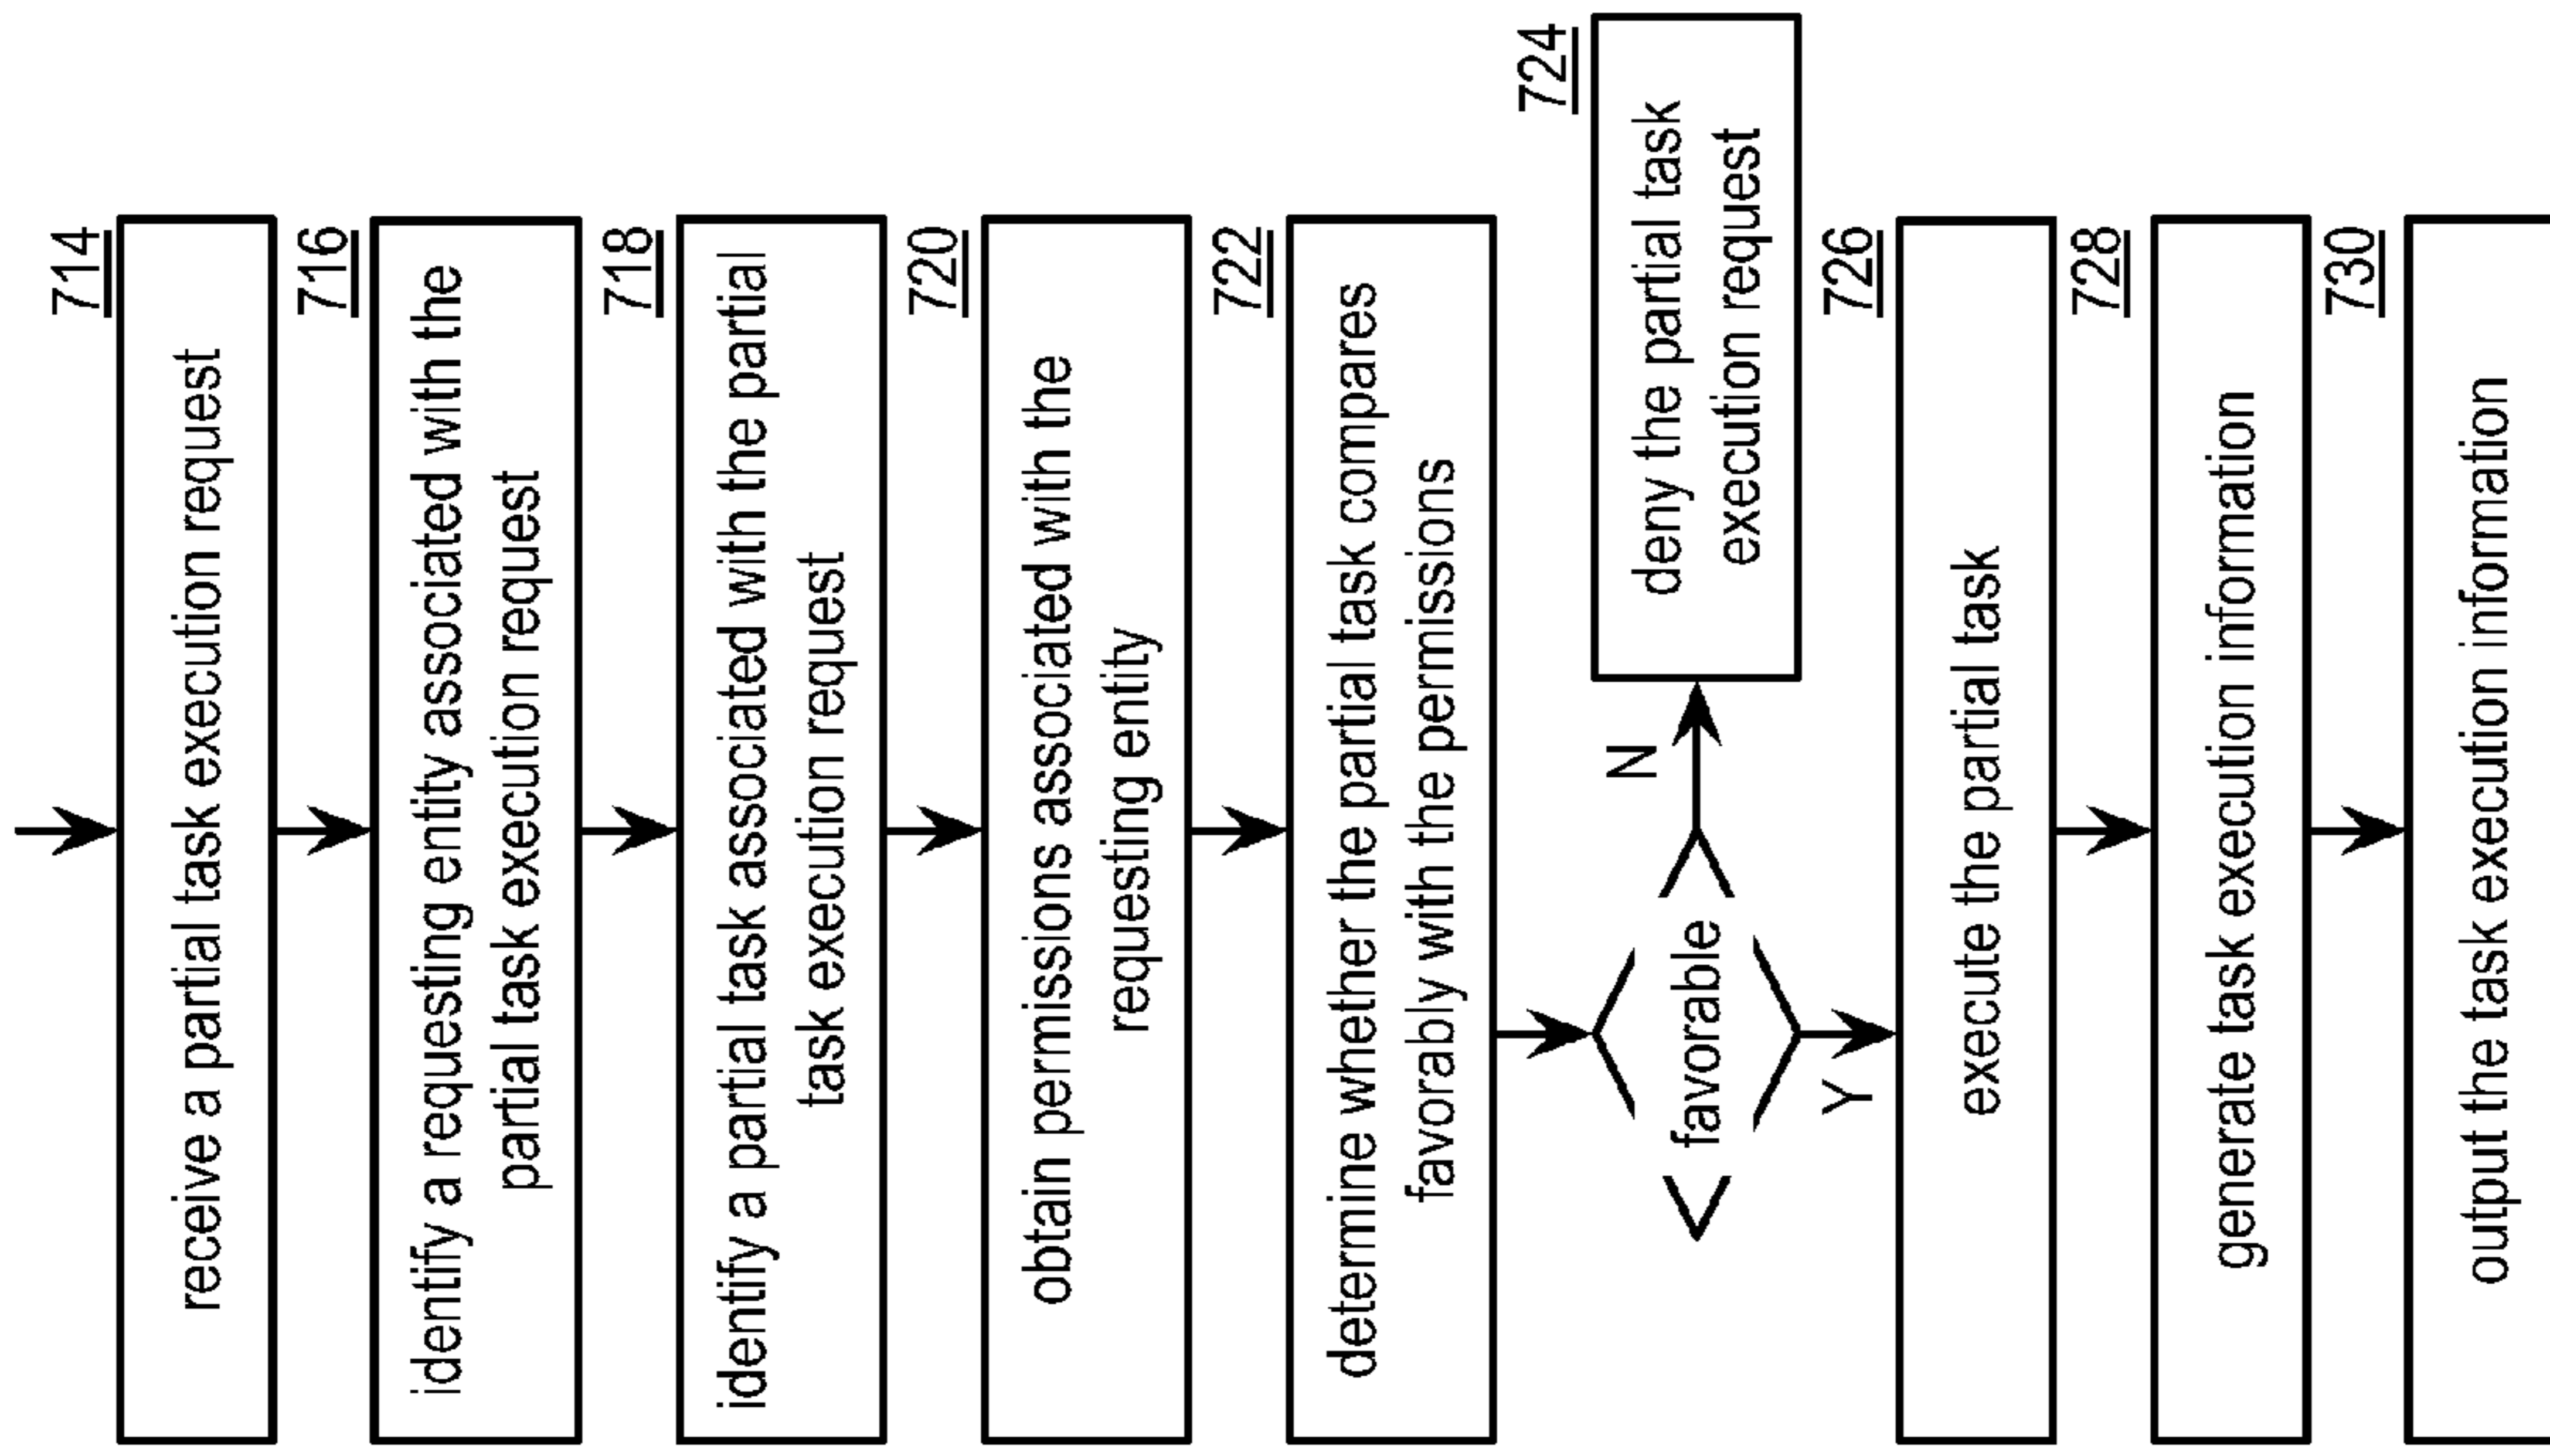 714
receive a partial task execution request
716
identify a requesting entity associated with the
partial task execution request
718
identify a partial task associated with the partial
task execution request
720
obtain permissions associated with the
requesting entity
722
determine whether the partial task compares
favorably with the permissions
favorable
N
724
deny the partial task
execution request
Y
726
execute the partial task
728
generate task execution information
730
output the task execution information